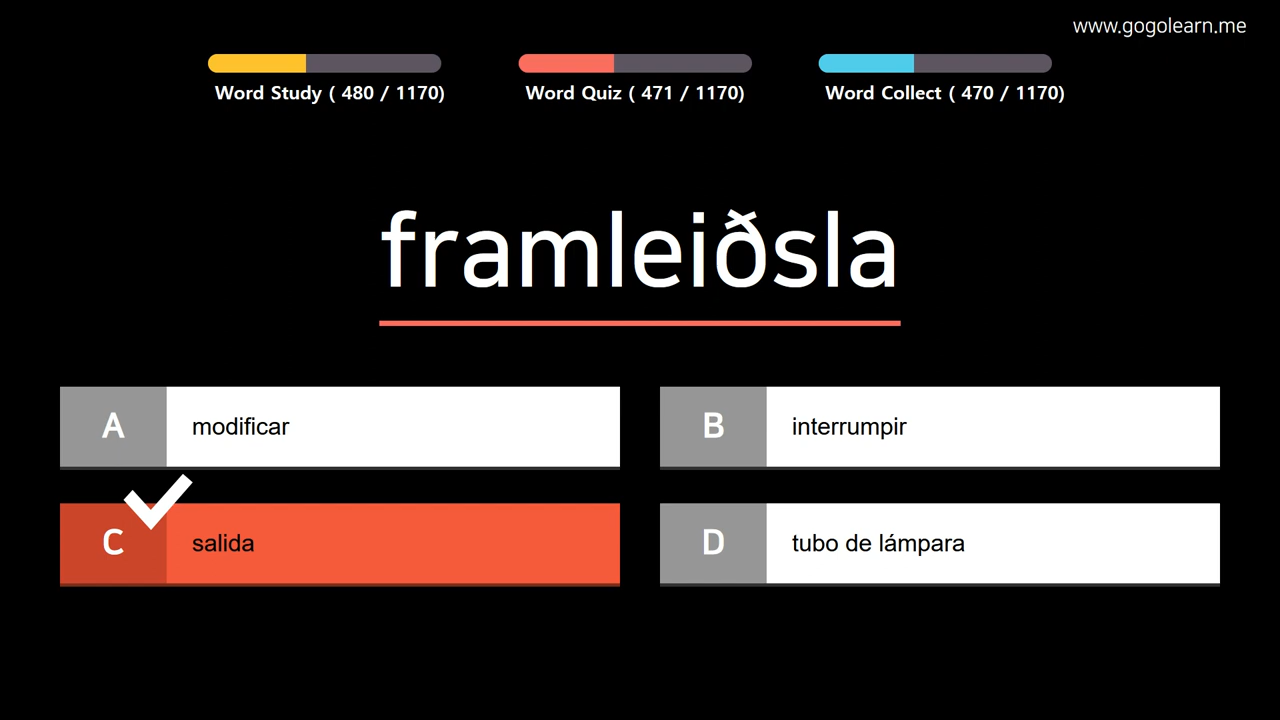 www.gogolearn.me
Word Study ( 480 / 1170)
Word Quiz ( 471 / 1170)
Word Collect ( 470 / 1170)
framleiðsla
A modificar
B interrumpir
C salida
D tubo de lámpara